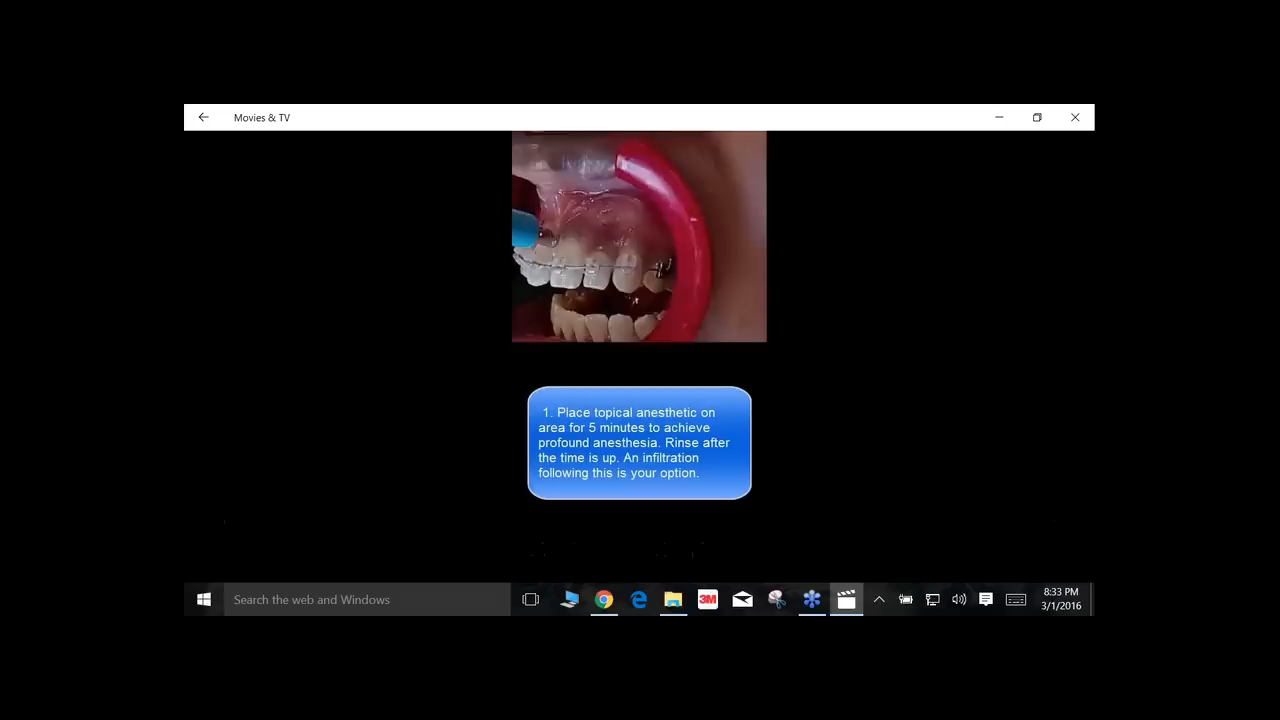 Movies & TV
1. Place topical anesthetic on
area for 5 minutes to achieve
profound anesthesia. Rinse after
the time is up. An infiltration
following this is your option.
Search the web and Windows
3M
8:33 PM
3/1/2016